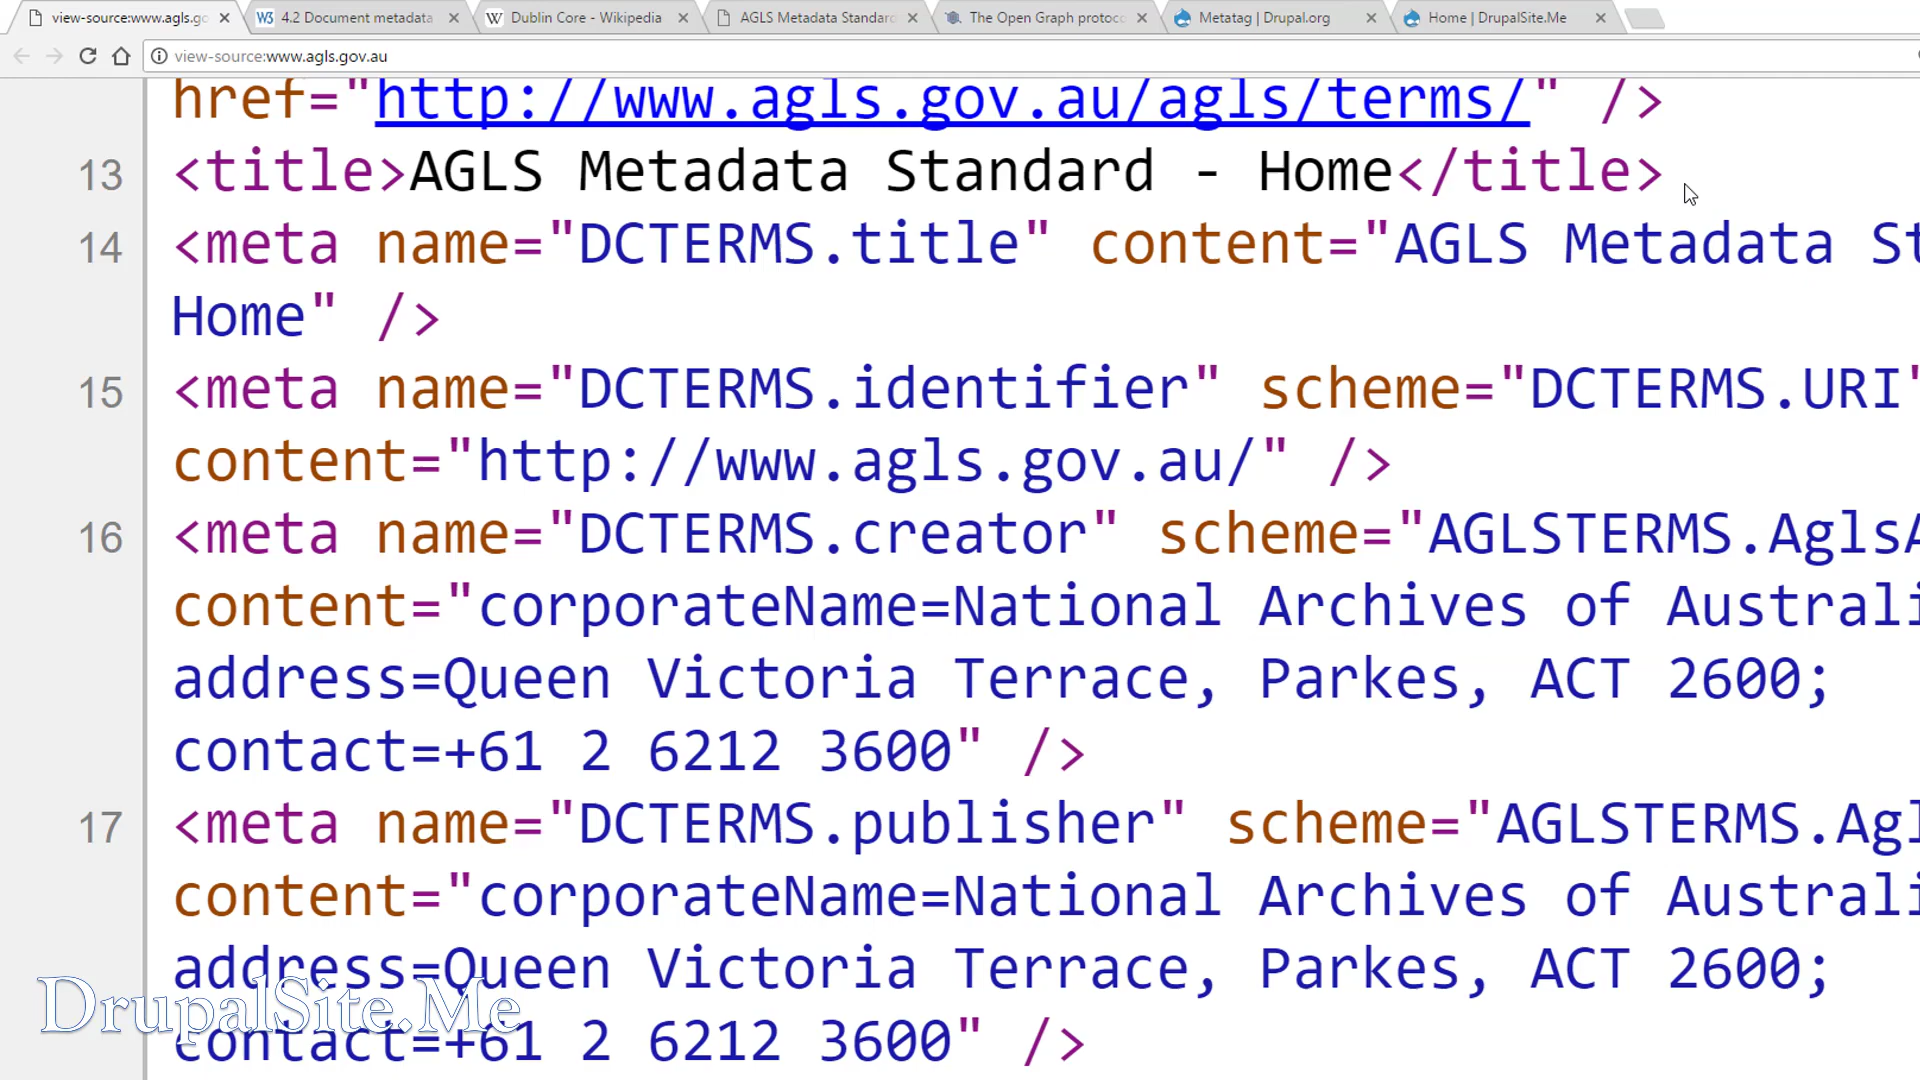 view-source:www.agls.go
4.2 Document metadata
Dublin Core - Wikipedia
AGLS Metadata Standard
The Open Graph protoco
Metatag | Drupal.org
Home | DrupalSite.Me
view-source:www.agls.gov.au
href="http://www.agls.gov.au/agls/terms/" />
13 <title>AGLS Metadata Standard - Home</title>
14 <meta name="DCTERMS.title" content="AGLS Metadata St
Home" />
15 <meta name="DCTERMS.identifier" scheme="DCTERMS.URI"
content="http://www.agls.gov.au/" />
16 <meta name="DCTERMS.creator" scheme="AGLSTERMS.AglsA
content="corporateName=National Archives of Australi
address=Queen Victoria Terrace, Parkes, ACT 2600;
contact=+61 2 6212 3600" />
17 <meta name="DCTERMS.publisher" scheme="AGLSTERMS.Agl
content="corporateName=National Archives of Australi
address=Queen Victoria Terrace, Parkes, ACT 2600;
DrupalSite.Me
contact=+61 2 6212 3600" />